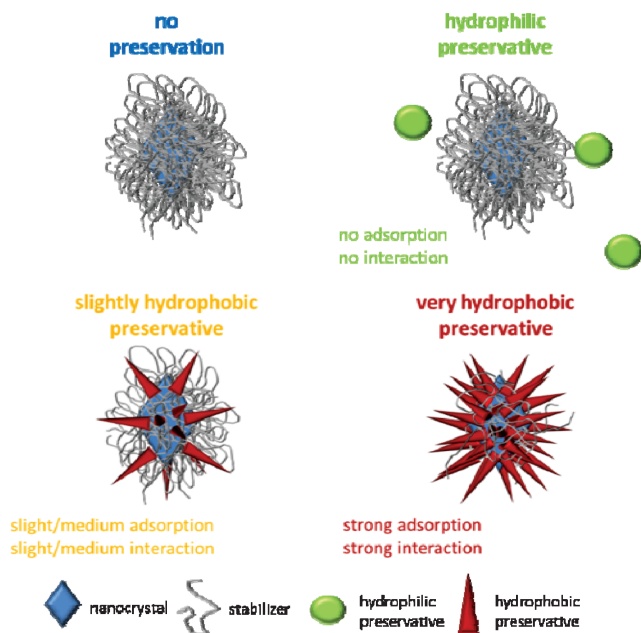 no
preservation
hydrophilic
preservative
no adsorption
no interaction
slightly hydrophobic
preservative
very hydrophobic
preservative
slight/medium adsorption
slight/medium interaction
strong adsorption
strong interaction
nanocrystal
stabilizer
hydrophilic
preservative
hydrophobic
preservative